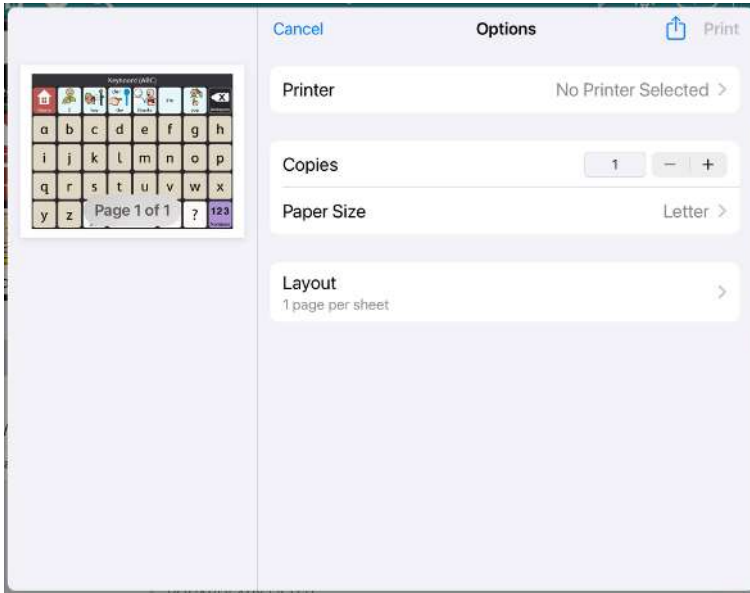 Cancel Options Print
Keyboard (ABC)
a b c d e f g h
i j k l m n o p
q r s t u v w x
y z ? 123
Page 1 of 1
Printer No Printer Selected
Copies 1 − +
Paper Size Letter
Layout
1 page per sheet